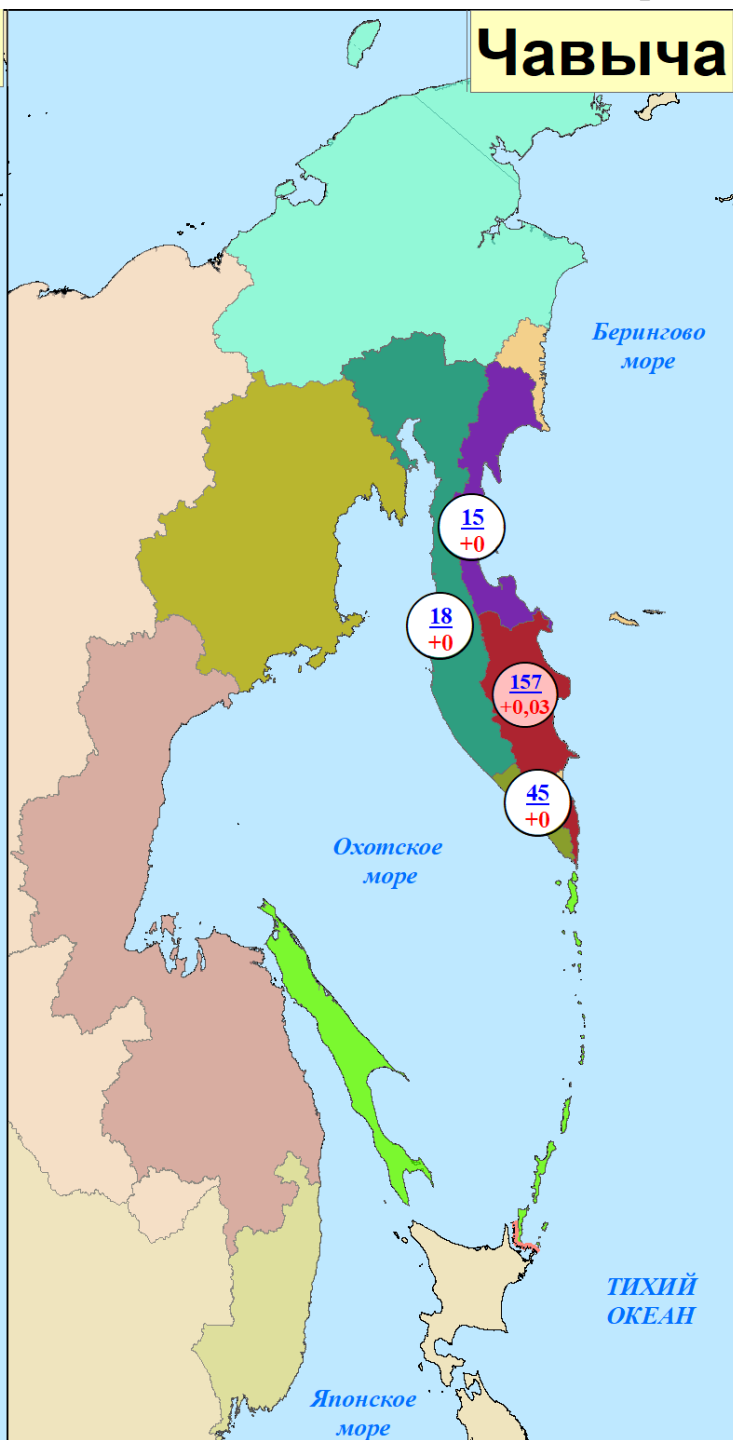 Чавыча
Берингово
море
15
+0
18
+0
157
+0,03
45
+0
Охотское
море
ТИХИЙ
ОКЕАН
Японское
море